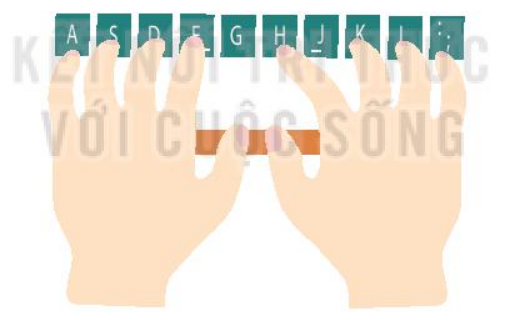 A S D F G H J K L : ;
KẾT NỐI TRI THỨC
VỚI CUỘC SỐNG